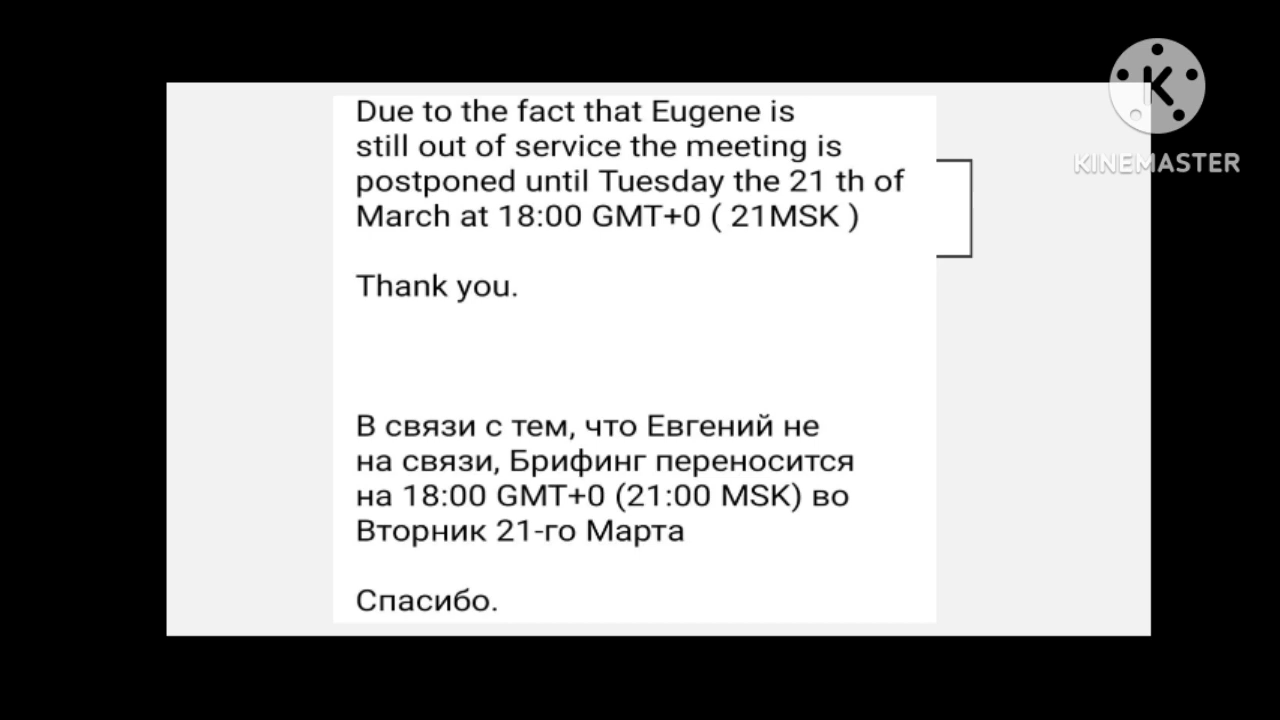 Due to the fact that Eugene is
still out of service the meeting is
postponed until Tuesday the 21 th of
March at 18:00 GMT+0 ( 21MSK )
Thank you.
В связи с тем, что Евгений не
на связи, Брифинг переносится
на 18:00 GMT+0 (21:00 MSK) во
Вторник 21-го Марта
Спасибо.
K
KINEMASTER